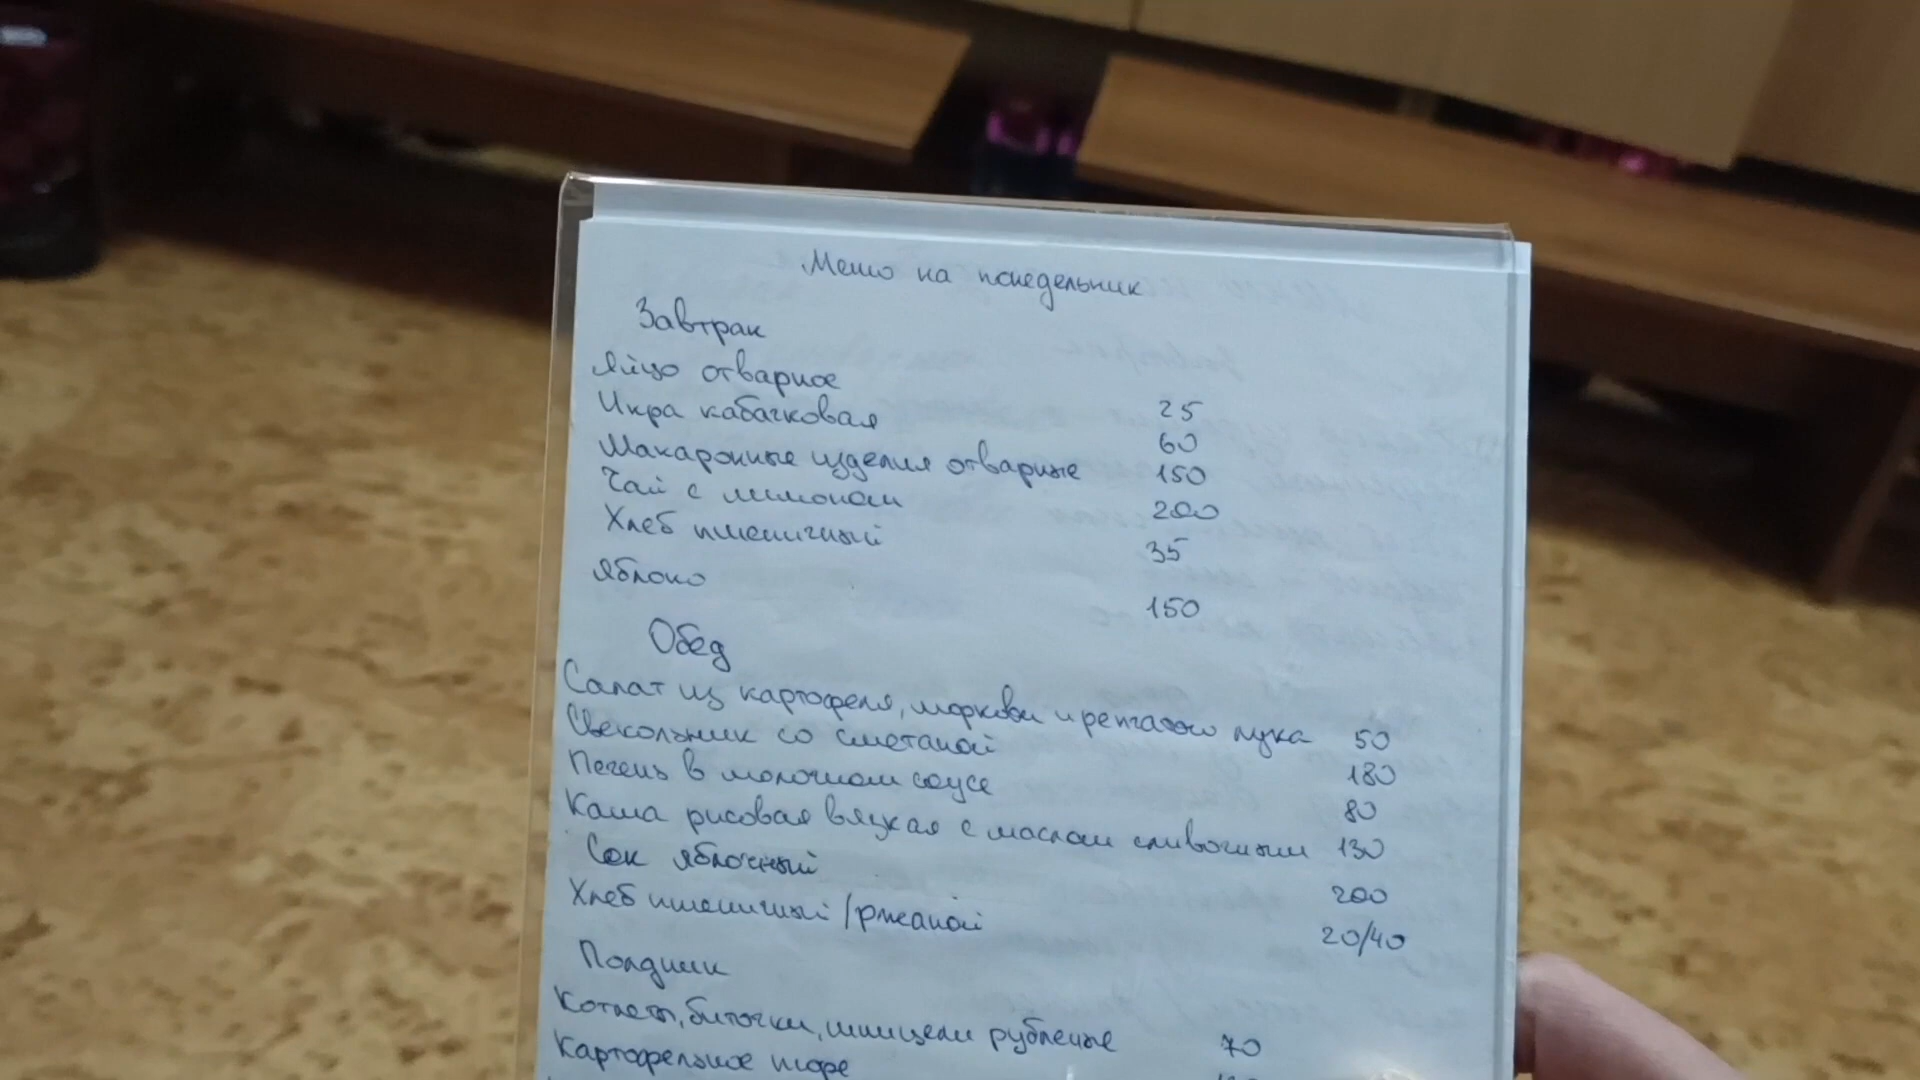 Меню на понедельник
Завтрак
Яйцо отварное 25
Икра кабачковая 60
Макаронные изделия отварные 150
Чай с лимоном 200
Хлеб пшеничный 35
Яблоко 150
Обед
Салат из картофеля, моркови и репчатого лука 50
Свекольник со сметаной 180
Печень в молочном соусе 80
Каша рисовая вязкая с маслом сливочным 130
Сок яблочный 200
Хлеб пшеничный/ржаной 20/40
Полдник
Котлеты, биточки, шницели рубленые 70
Картофельное пюре